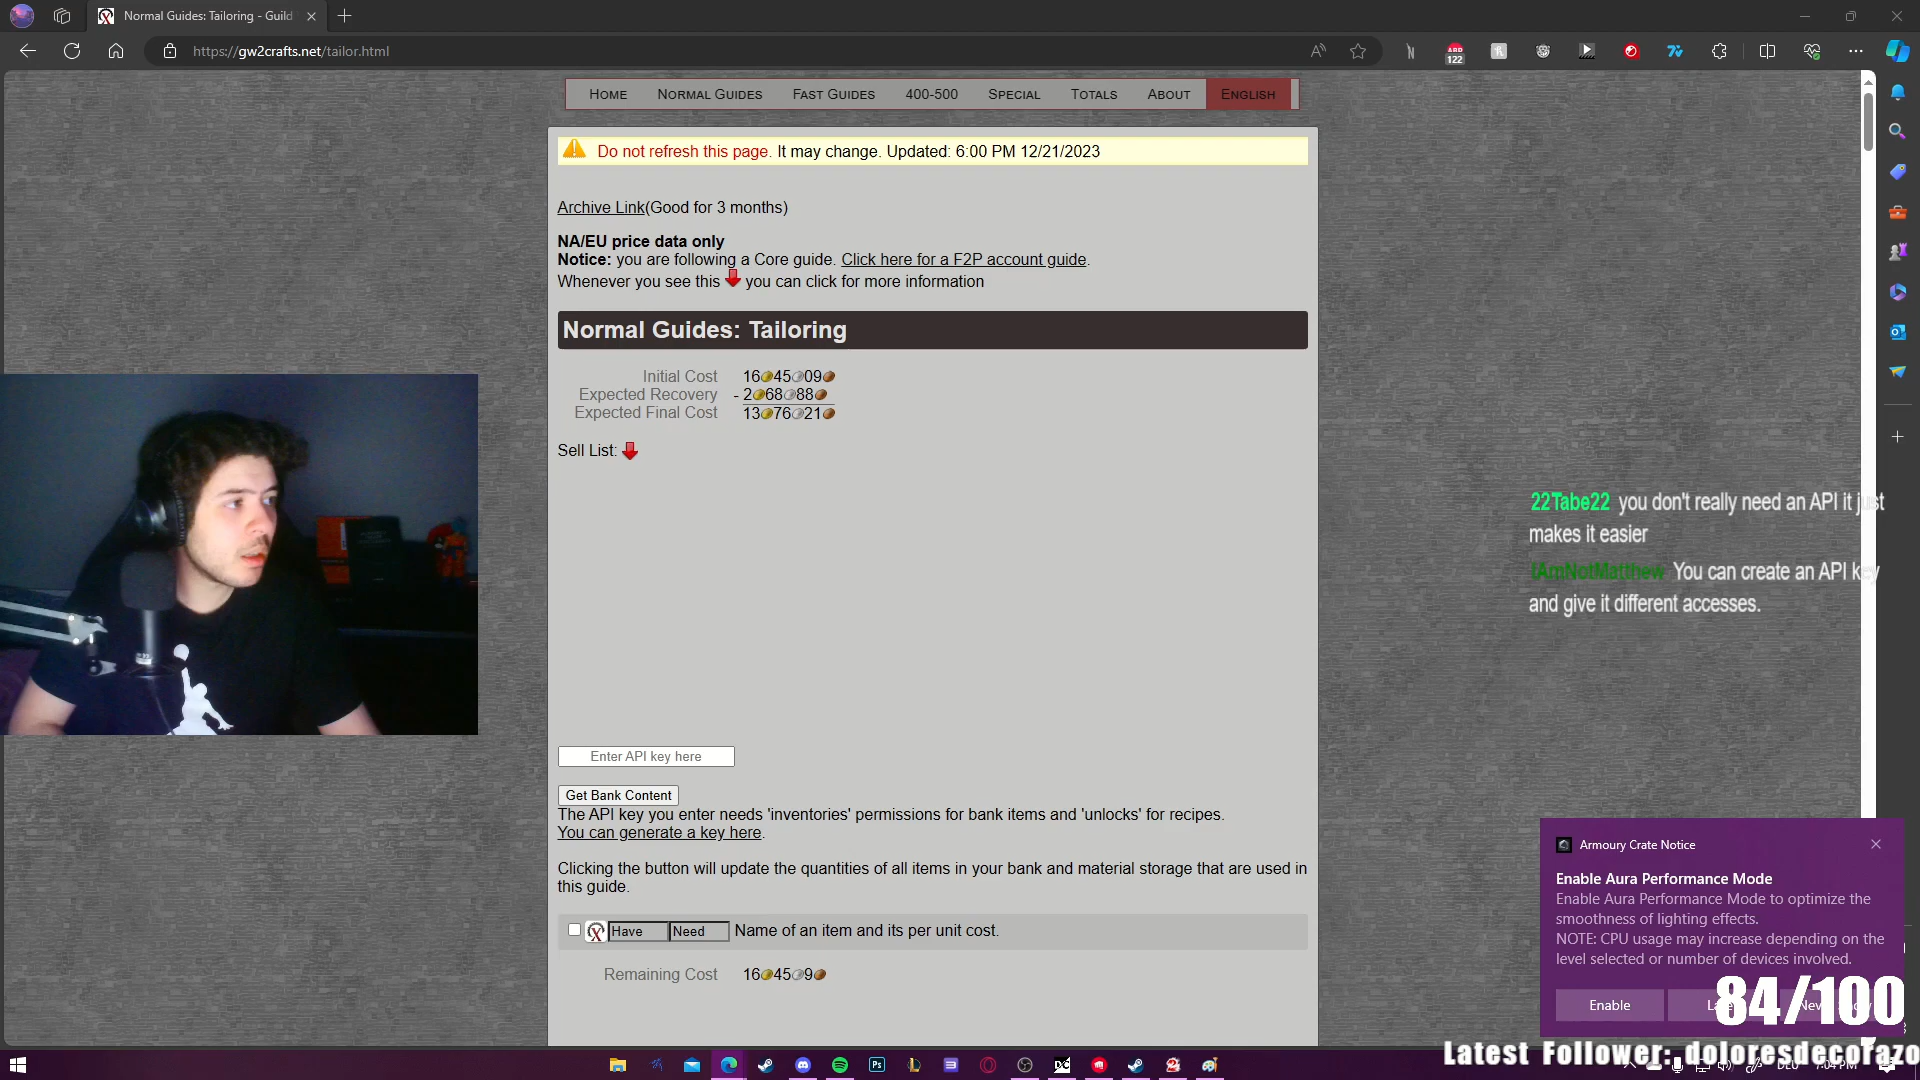 Normal Guides: Tailoring - Guild
https://gw2crafts.net/tailor.html
ABP
122
HOME NORMAL GUIDES FAST GUIDES 400-500 SPECIAL TOTALS ABOUT ENGLISH
Do not refresh this page. It may change. Updated: 6:00 PM 12/21/2023
Archive Link(Good for 3 months)
NA/EU price data only
Notice: you are following a Core guide. Click here for a F2P account guide.
Whenever you see this you can click for more information
Normal Guides: Tailoring
Initial Cost 16 45 09
Expected Recovery - 2 68 88
Expected Final Cost 13 76 21
Sell List:
22Tabe22 you don't really need an API it just
makes it easier
IAmNotMatthew You can create an API key
and give it different accesses.
Enter API key here
Get Bank Content
The API key you enter needs 'inventories' permissions for bank items and 'unlocks' for recipes.
You can generate a key here.
Clicking the button will update the quantities of all items in your bank and material storage that are used in
this guide.
Have Need Name of an item and its per unit cost.
Remaining Cost 16 45 9
Armoury Crate Notice
Enable Aura Performance Mode
Enable Aura Performance Mode to optimize the
smoothness of lighting effects.
NOTE: CPU usage may increase depending on the
level selected or number of devices involved.
Enable
84/100
Latest Follower: doloresdecorazo
DEU 7:04 PM